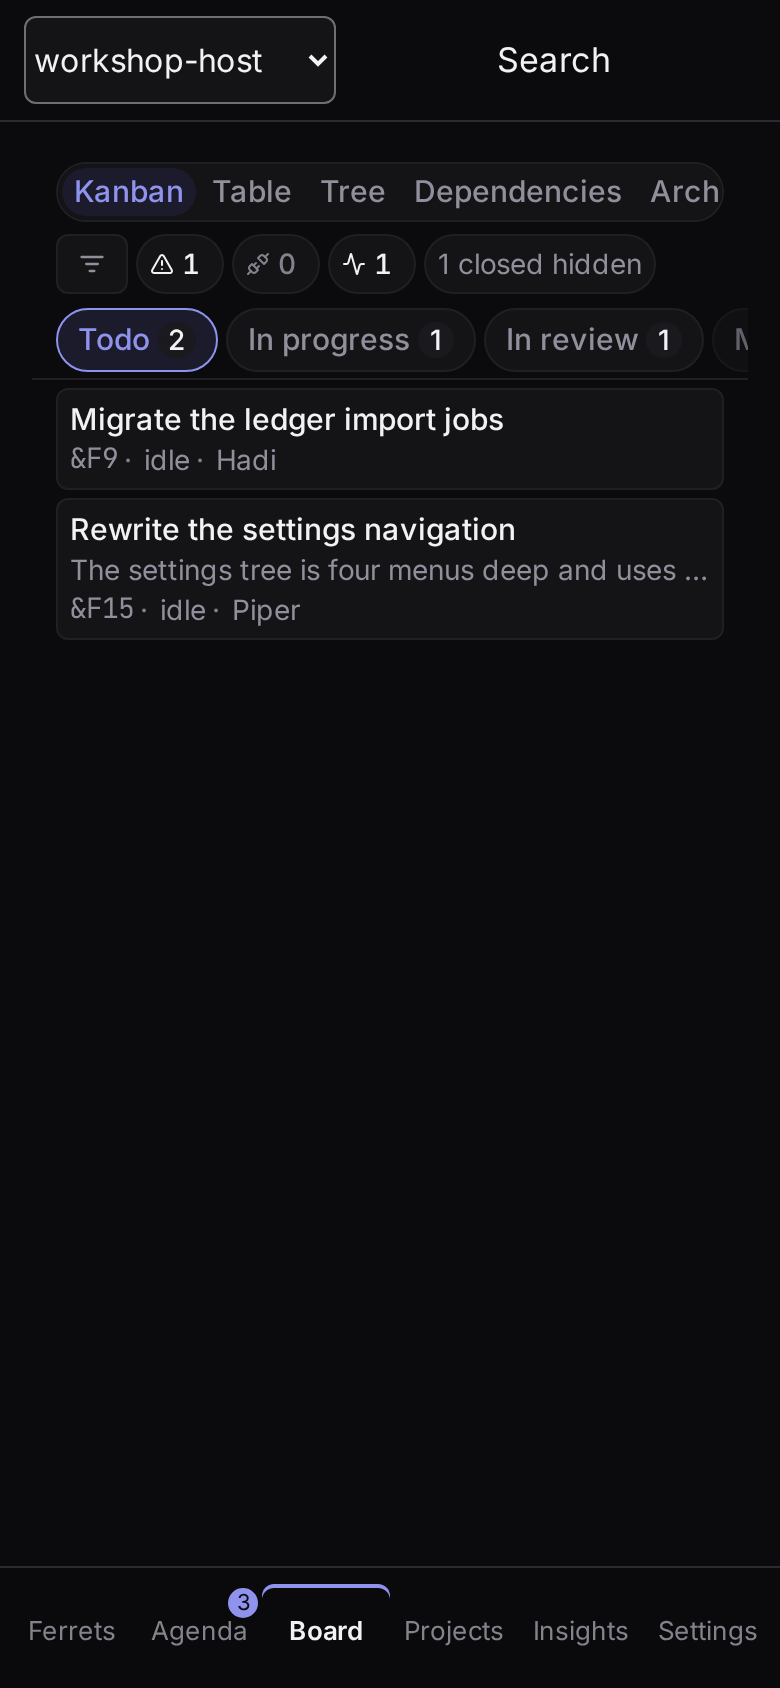 workshop-host Search
Kanban Table Tree Dependencies Arch
1 0 1 1 closed hidden
Todo 2 In progress 1 In review 1
Migrate the ledger import jobs
&F9 · idle · Hadi
Rewrite the settings navigation
The settings tree is four menus deep and uses ...
&F15 · idle · Piper
3
Ferrets Agenda Board Projects Insights Settings